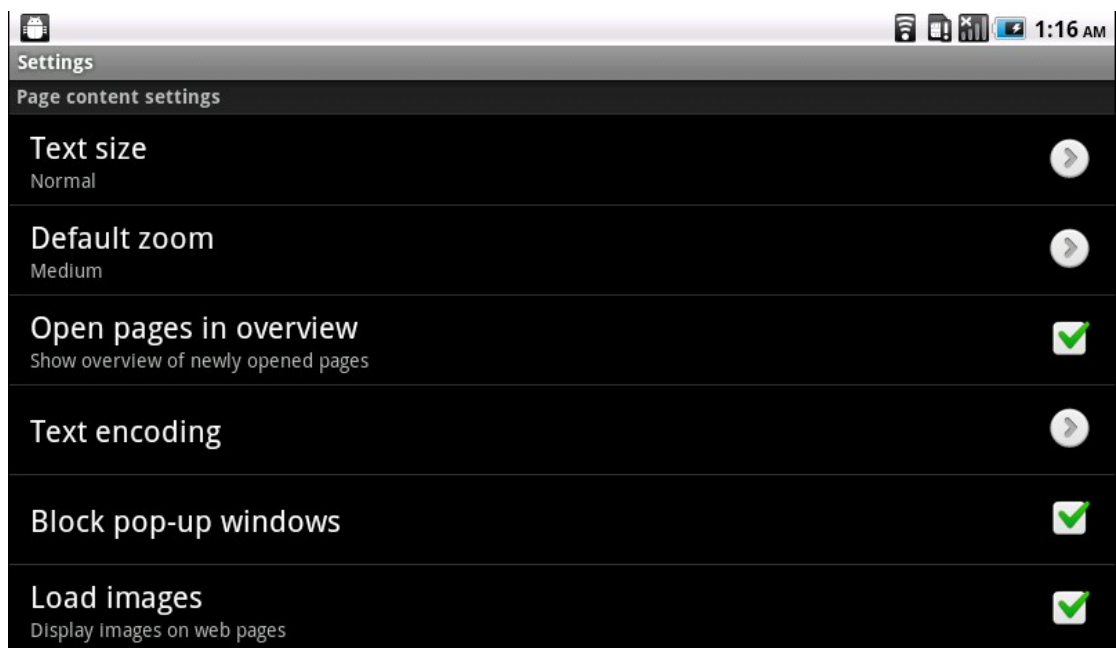 1:16 AM
Settings
Page content settings
Text size
Normal
Default zoom
Medium
Open pages in overview
Show overview of newly opened pages
Text encoding
Block pop-up windows
Load images
Display images on web pages